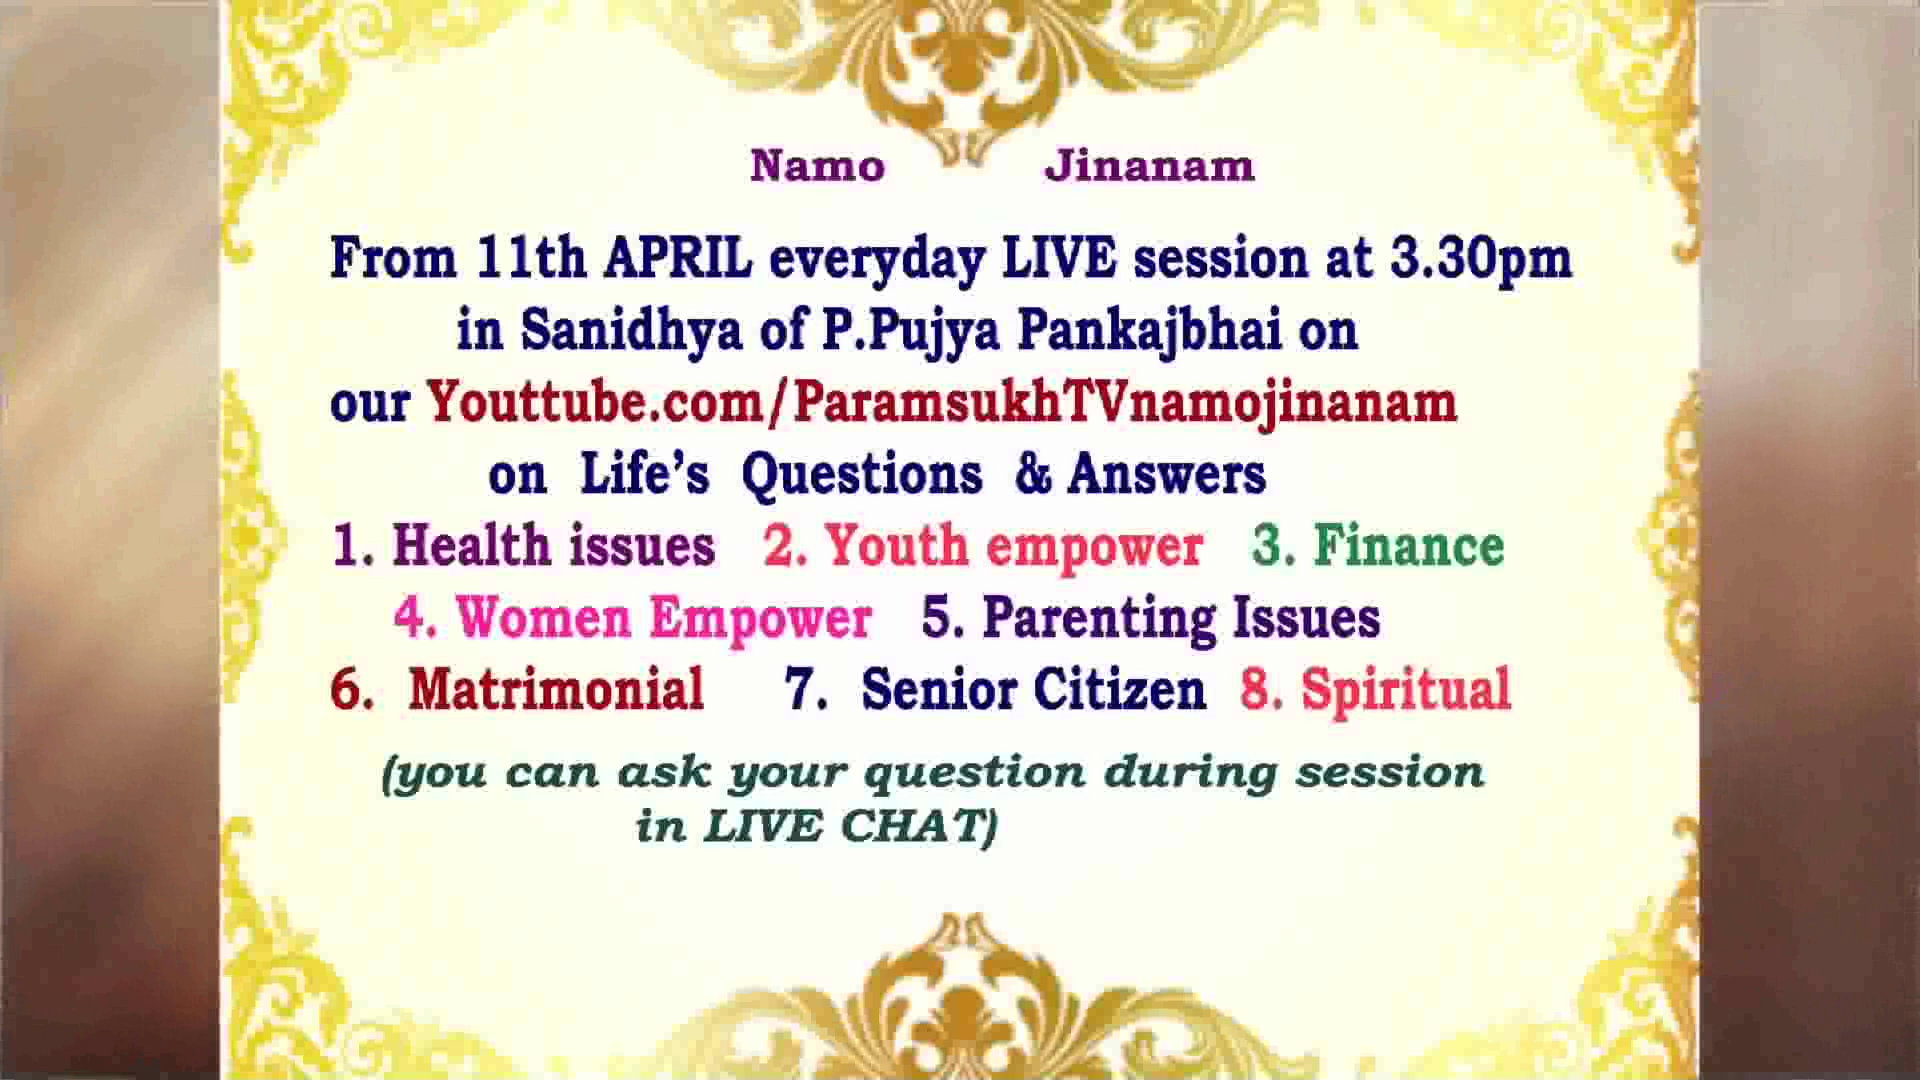 Namo Jinanam
From 11th APRIL everyday LIVE session at 3.30pm
in Sanidhya of P.Pujya Pankajbhai on
our Youttube.com/ParamsukhTVnamojinanam
on Life’s Questions & Answers
1. Health issues 2. Youth empower 3. Finance
4. Women Empower 5. Parenting Issues
6. Matrimonial 7. Senior Citizen 8. Spiritual
(you can ask your question during session
in LIVE CHAT)